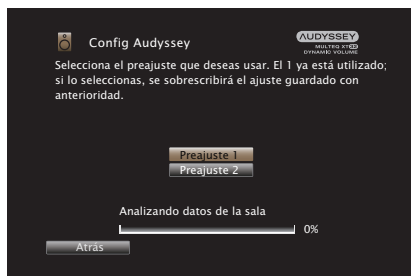 Config Audyssey
AUDYSSEY
MULTEQ XT32
DYNAMIC VOLUME
Selecciona el preajuste que deseas usar. El 1 ya está utilizado;
si lo seleccionas, se sobrescribirá el ajuste guardado con
anterioridad.
Preajuste 1
Preajuste 2
Analizando datos de la sala
0%
Atrás